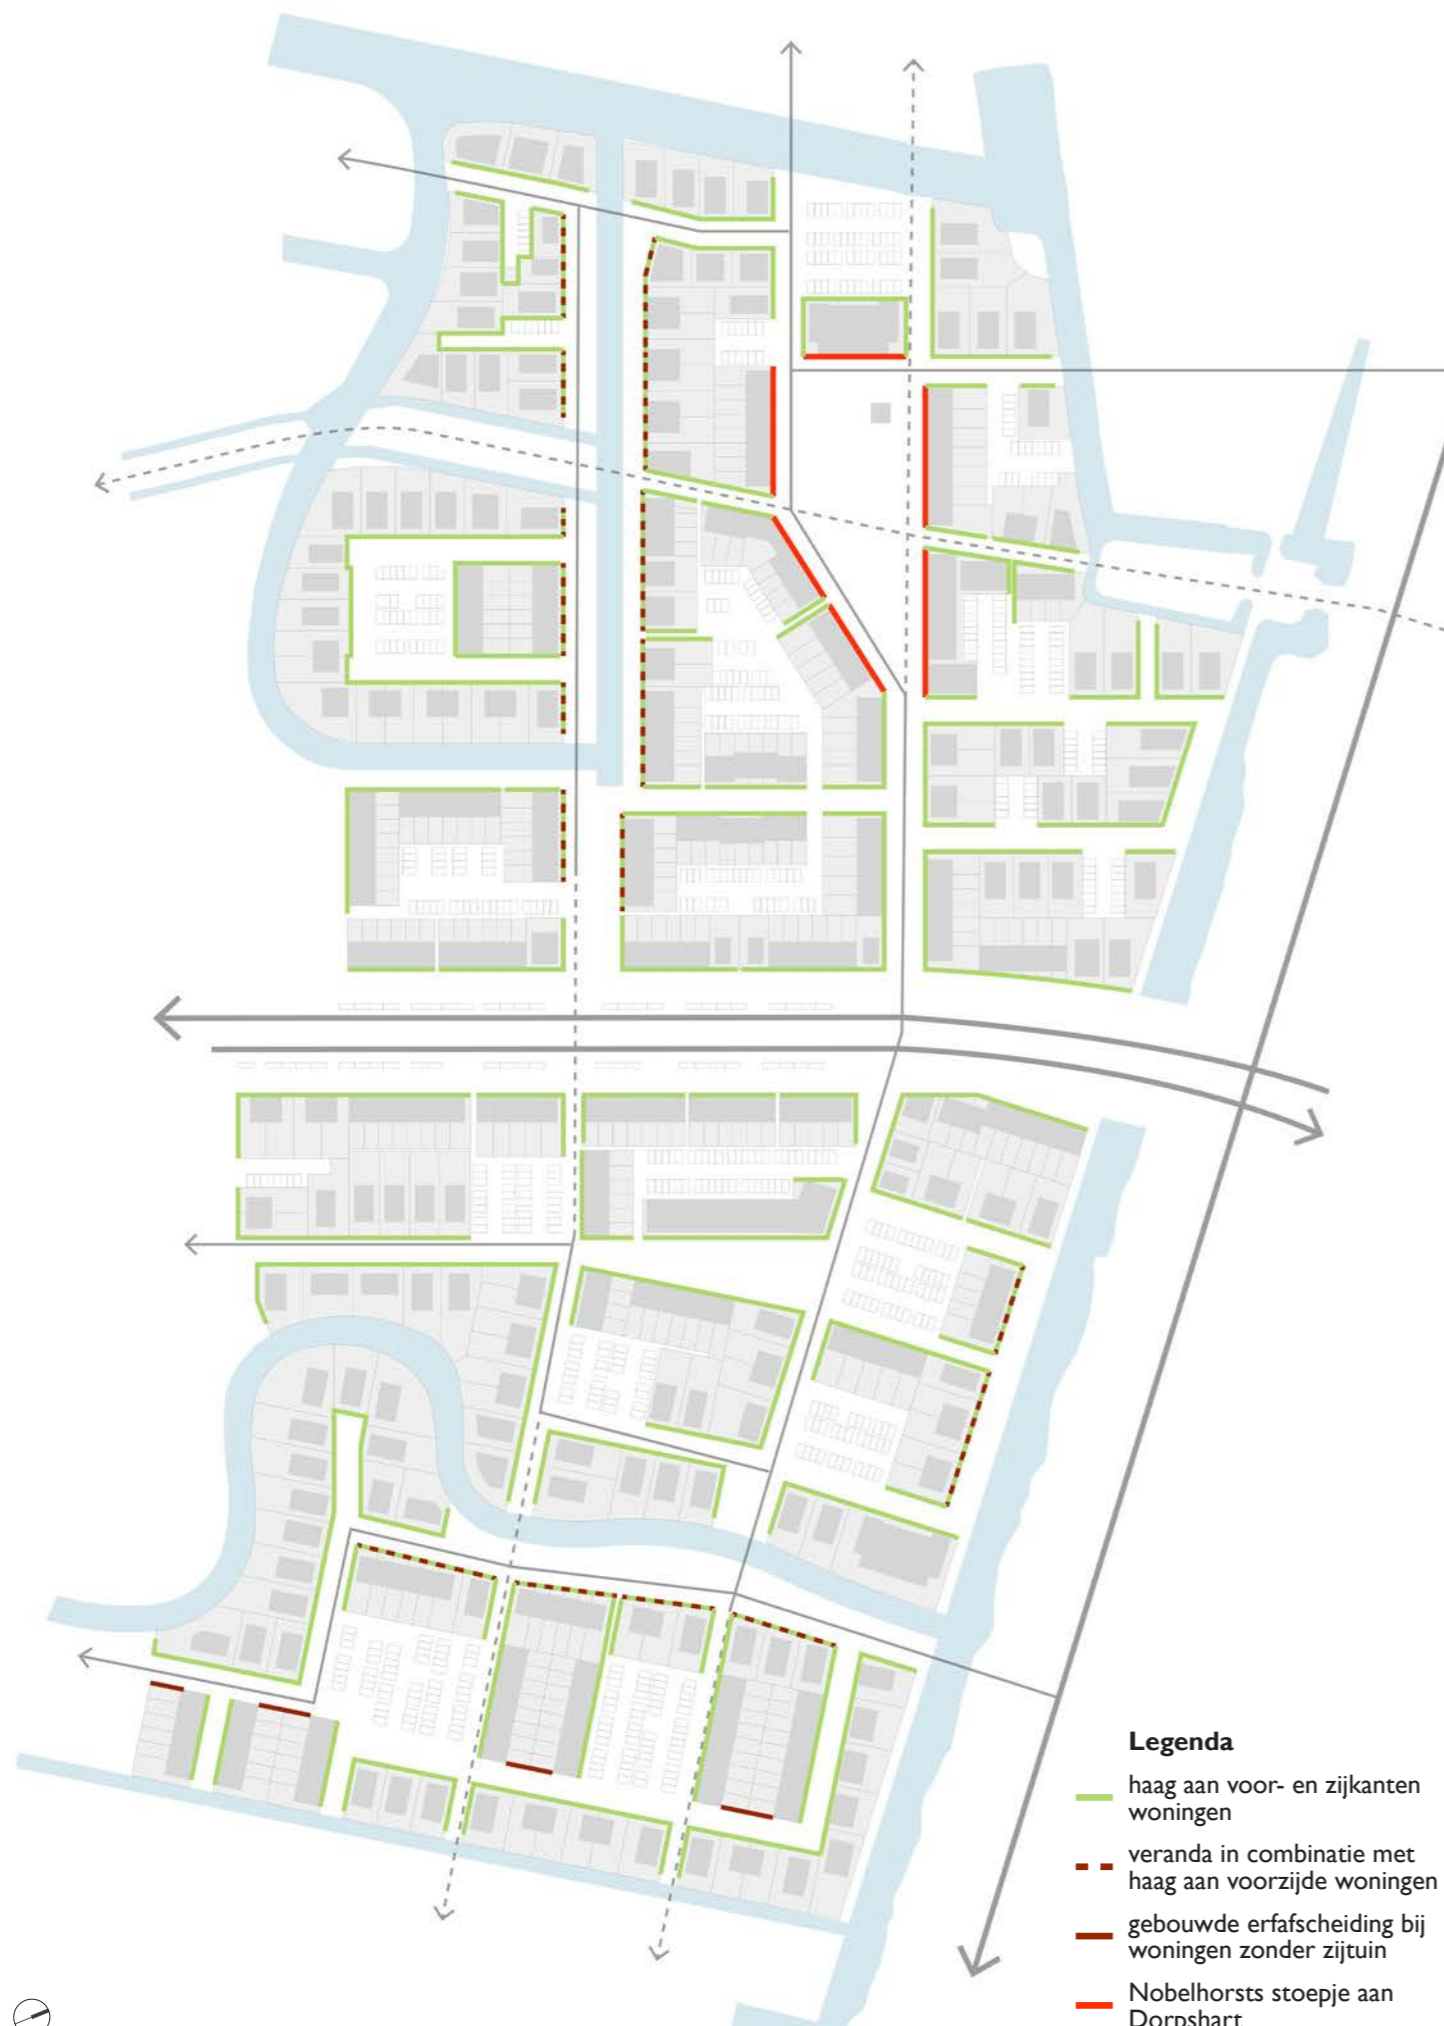 Legenda
haag aan voor- en zijkanten
woningen
veranda in combinatie met
haag aan voorzijde woningen
gebouwde erfafscheiding bij
woningen zonder zijtuin
Nobelhorsts stoepje aan
Dorpshart